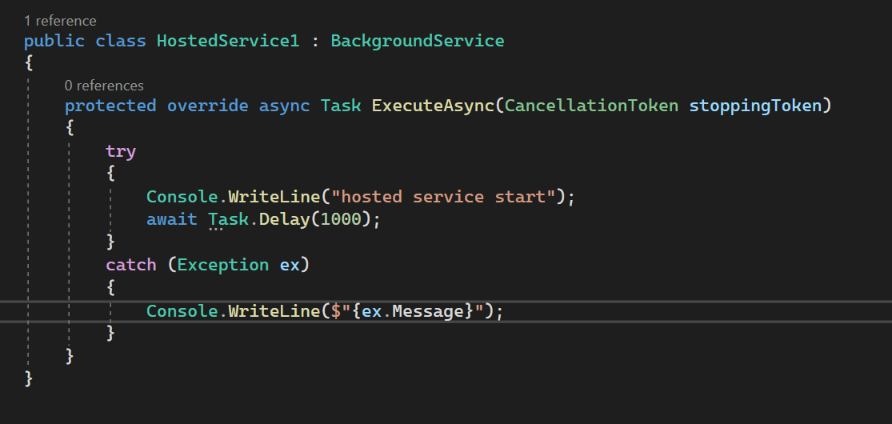 1 reference
public class HostedService1 : BackgroundService
{
0 references
protected override async Task ExecuteAsync(CancellationToken stoppingToken)
{
try
{
Console.WriteLine("hosted service start");
await Task.Delay(1000);
}
catch (Exception ex)
{
Console.WriteLine($"{ex.Message}");
}
}
}